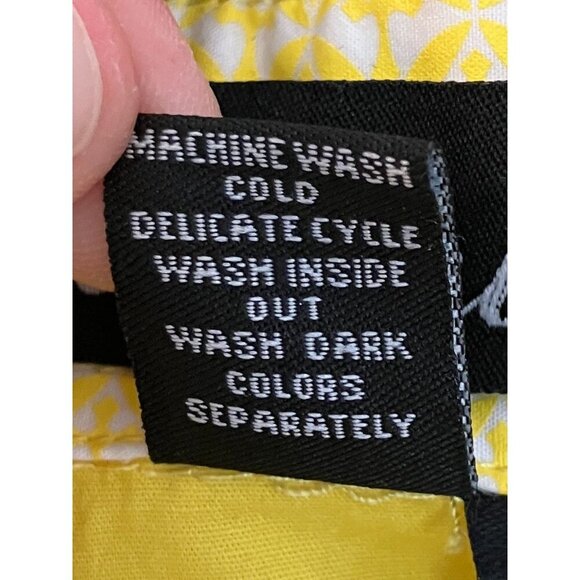 MACHINE WASH
COLD
DELICATE CYCLE
WASH INSIDE
OUT
WASH DARK
COLORS
SEPARATELY